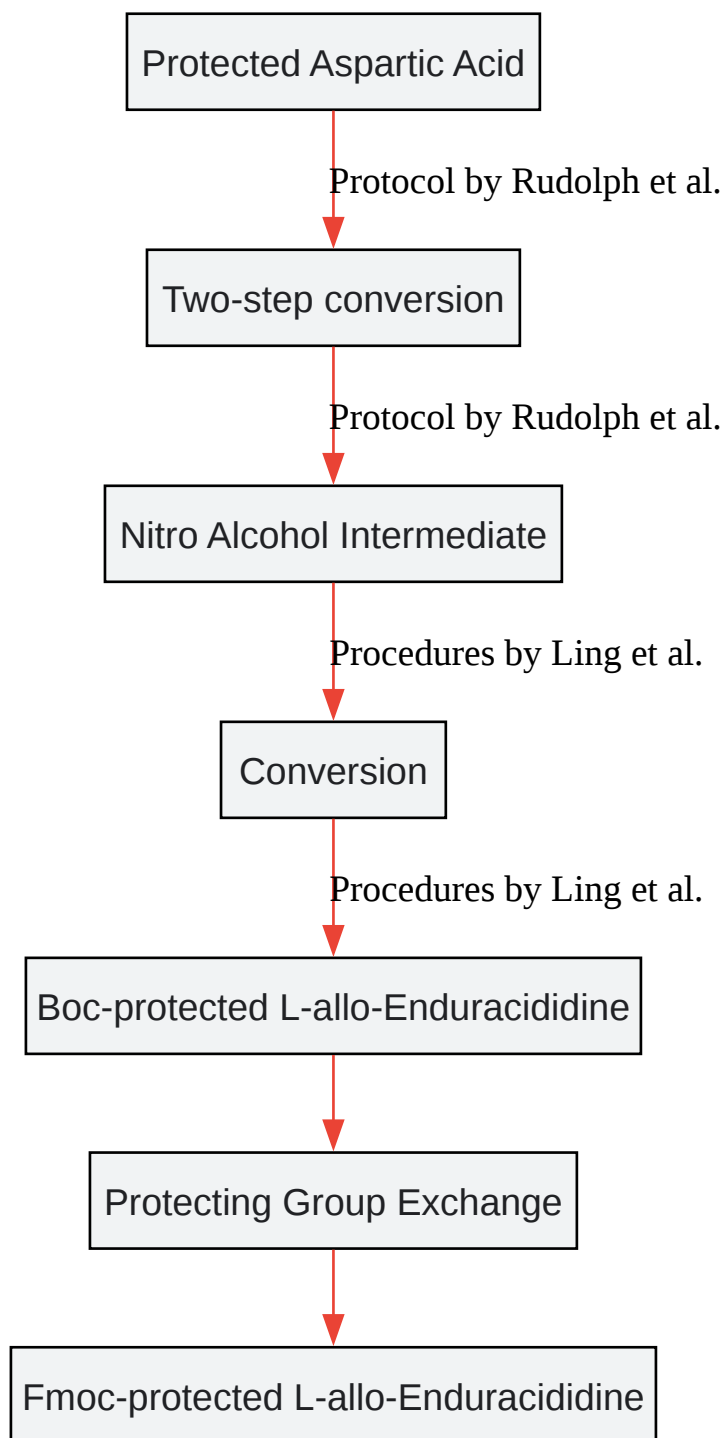 Protected Aspartic Acid
Protocol by Rudolph et al.
Two-step conversion
Protocol by Rudolph et al.
Nitro Alcohol Intermediate
Procedures by Ling et al.
Conversion
Procedures by Ling et al.
Boc-protected L-allo-Enduracididine
Protecting Group Exchange
Fmoc-protected L-allo-Enduracididine